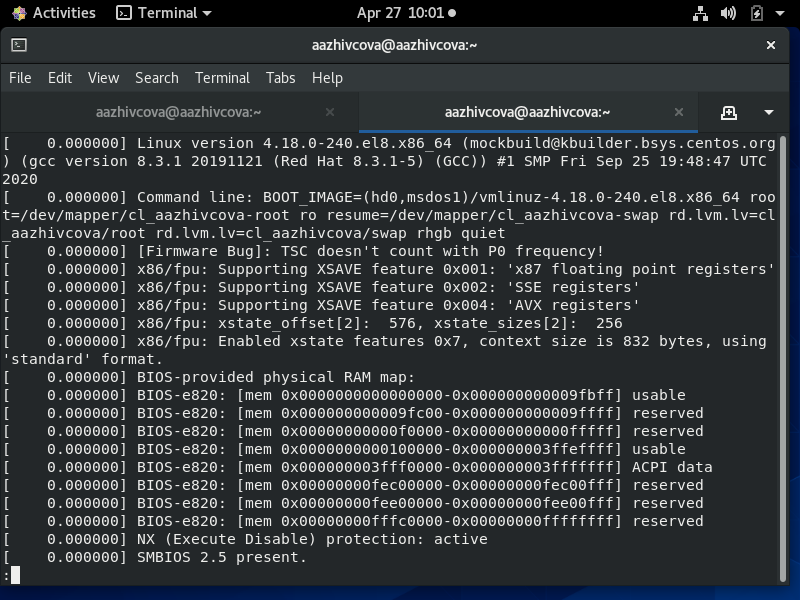 Activities Terminal Apr 27 10:01
aazhivcova@aazhivcova:~
File Edit View Search Terminal Tabs Help
aazhivcova@aazhivcova:~ aazhivcova@aazhivcova:~
[    0.000000] Linux version 4.18.0-240.el8.x86_64 (mockbuild@kbuilder.bsys.centos.org
) (gcc version 8.3.1 20191121 (Red Hat 8.3.1-5) (GCC)) #1 SMP Fri Sep 25 19:48:47 UTC
2020
[    0.000000] Command line: BOOT_IMAGE=(hd0,msdos1)/vmlinuz-4.18.0-240.el8.x86_64 roo
t=/dev/mapper/cl_aazhivcova-root ro resume=/dev/mapper/cl_aazhivcova-swap rd.lvm.lv=cl
_aazhivcova/root rd.lvm.lv=cl_aazhivcova/swap rhgb quiet
[    0.000000] [Firmware Bug]: TSC doesn't count with P0 frequency!
[    0.000000] x86/fpu: Supporting XSAVE feature 0x001: 'x87 floating point registers'
[    0.000000] x86/fpu: Supporting XSAVE feature 0x002: 'SSE registers'
[    0.000000] x86/fpu: Supporting XSAVE feature 0x004: 'AVX registers'
[    0.000000] x86/fpu: xstate_offset[2]:  576, xstate_sizes[2]:  256
[    0.000000] x86/fpu: Enabled xstate features 0x7, context size is 832 bytes, using
'standard' format.
[    0.000000] BIOS-provided physical RAM map:
[    0.000000] BIOS-e820: [mem 0x0000000000000000-0x000000000009fbff] usable
[    0.000000] BIOS-e820: [mem 0x000000000009fc00-0x000000000009ffff] reserved
[    0.000000] BIOS-e820: [mem 0x00000000000f0000-0x00000000000fffff] reserved
[    0.000000] BIOS-e820: [mem 0x0000000000100000-0x000000003ffeffff] usable
[    0.000000] BIOS-e820: [mem 0x000000003fff0000-0x000000003fffffff] ACPI data
[    0.000000] BIOS-e820: [mem 0x00000000fec00000-0x00000000fec00fff] reserved
[    0.000000] BIOS-e820: [mem 0x00000000fee00000-0x00000000fee00fff] reserved
[    0.000000] BIOS-e820: [mem 0x00000000fffc0000-0x00000000ffffffff] reserved
[    0.000000] NX (Execute Disable) protection: active
[    0.000000] SMBIOS 2.5 present.
: